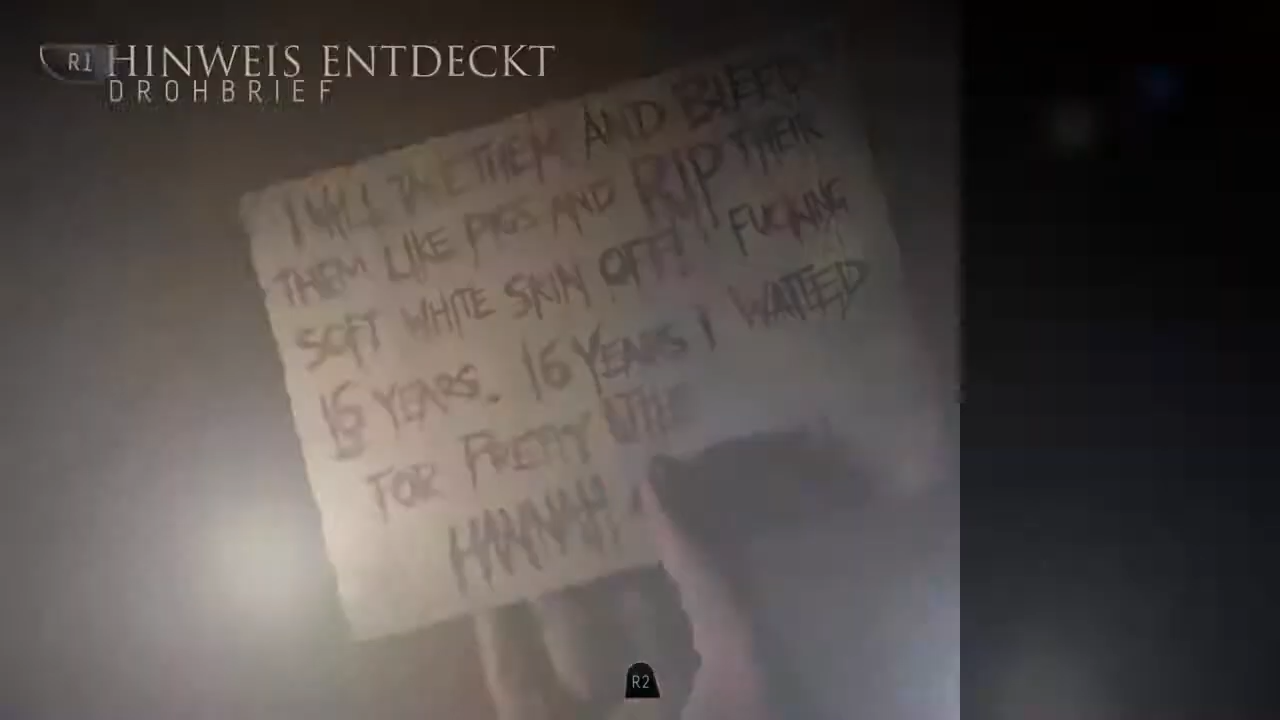 R1 HINWEIS ENTDECKT
DROHBRIEF
I WILL TAKE THEM AND BLEED
THEM LIKE PIGS AND RIP THEIR
SOFT WHITE SKIN OFF! FUCKING
16 YEARS. 16 YEARS I WAITED
FOR PRETTY
HANNAH
R2